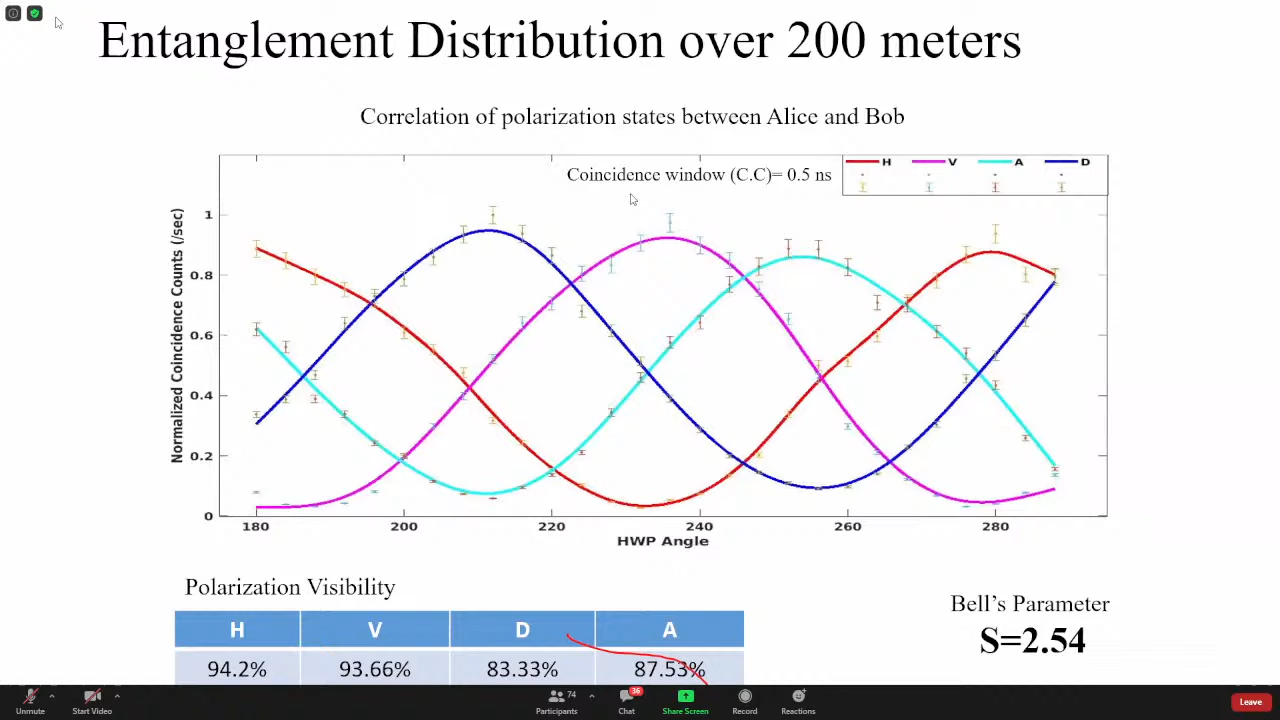 Entanglement Distribution over 200 meters
Correlation of polarization states between Alice and Bob
Coincidence window (C.C)= 0.5 ns
H V A D
Normalized Coincidence Counts (/sec)
1
0.8
0.6
0.4
0.2
0
180 200 220 240 260 280
HWP Angle
Polarization Visibility
H V D A
94.2% 93.66% 83.33% 87.53%
Bell's Parameter
S=2.54
74
36
Unmute Start Video Participants Chat Share Screen Record Reactions Leave